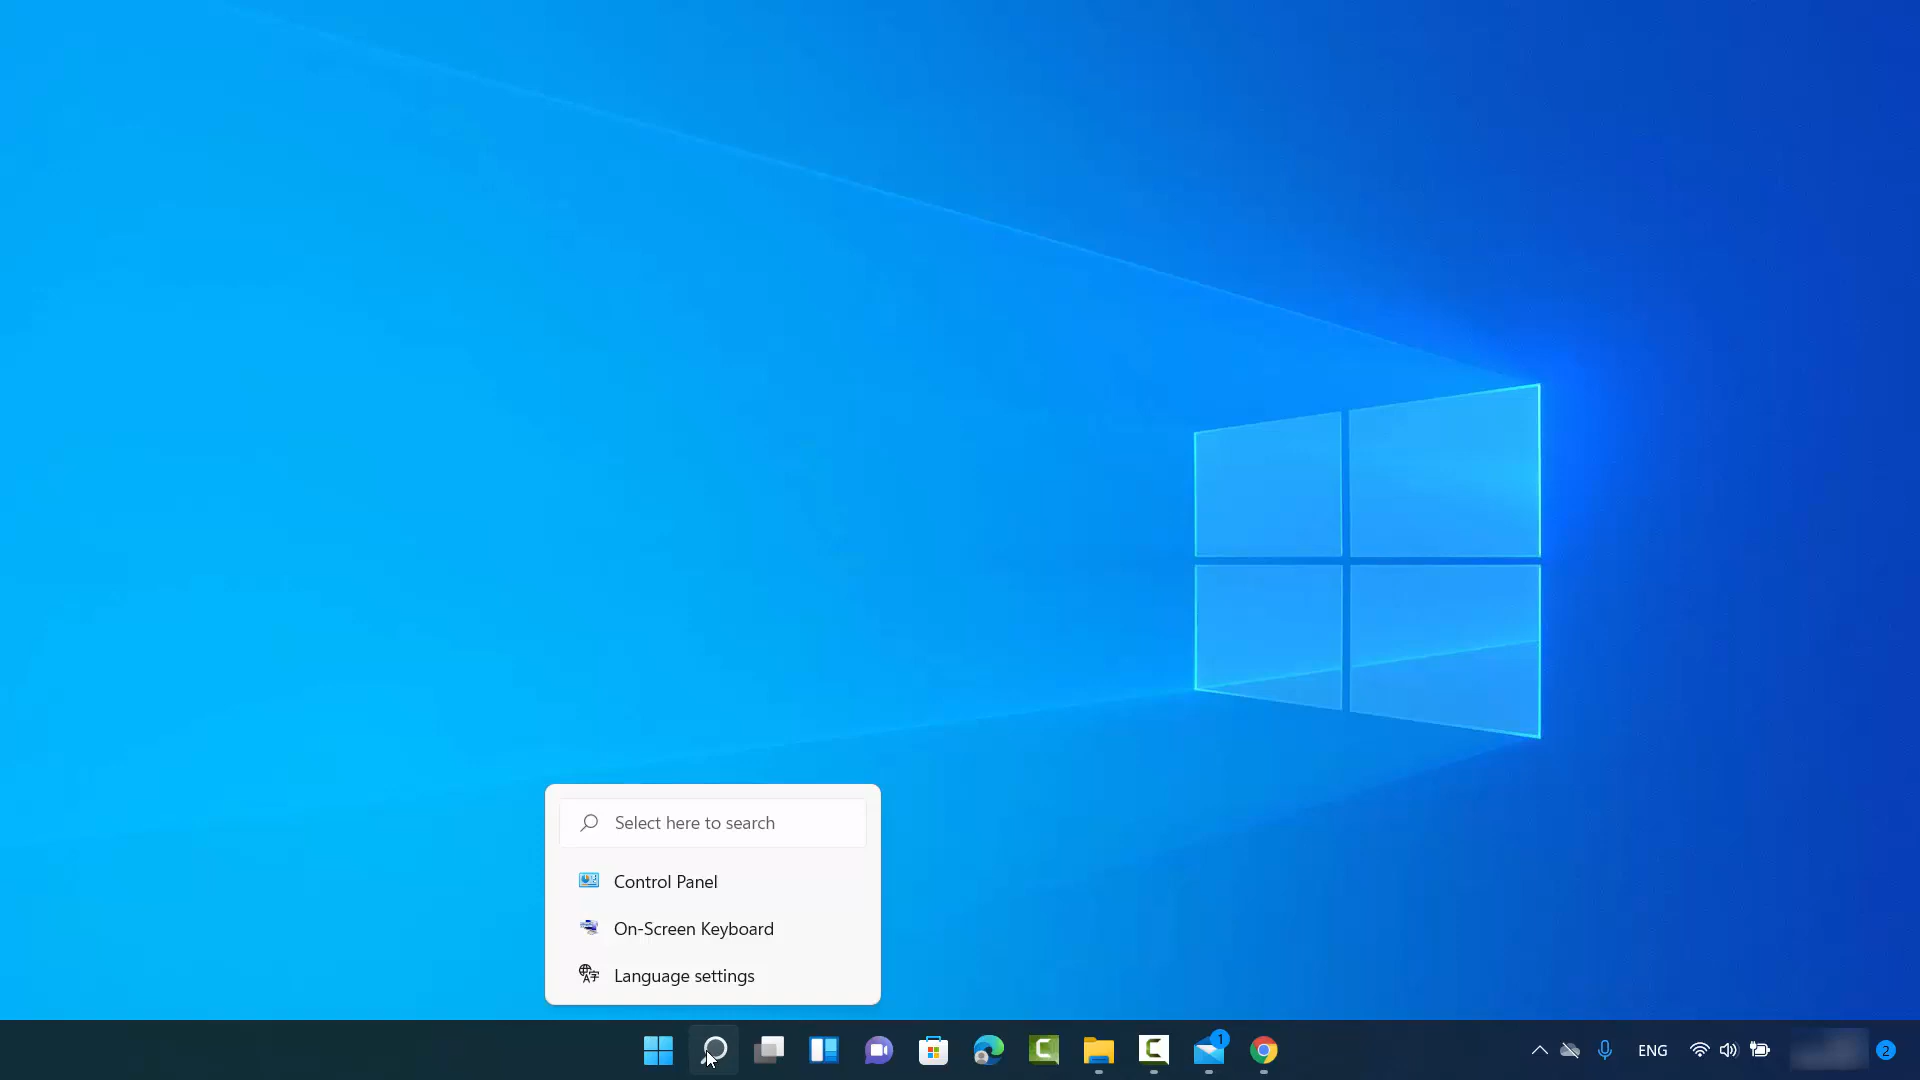 Select here to search
Control Panel
On-Screen Keyboard
Language settings
1
ENG
2